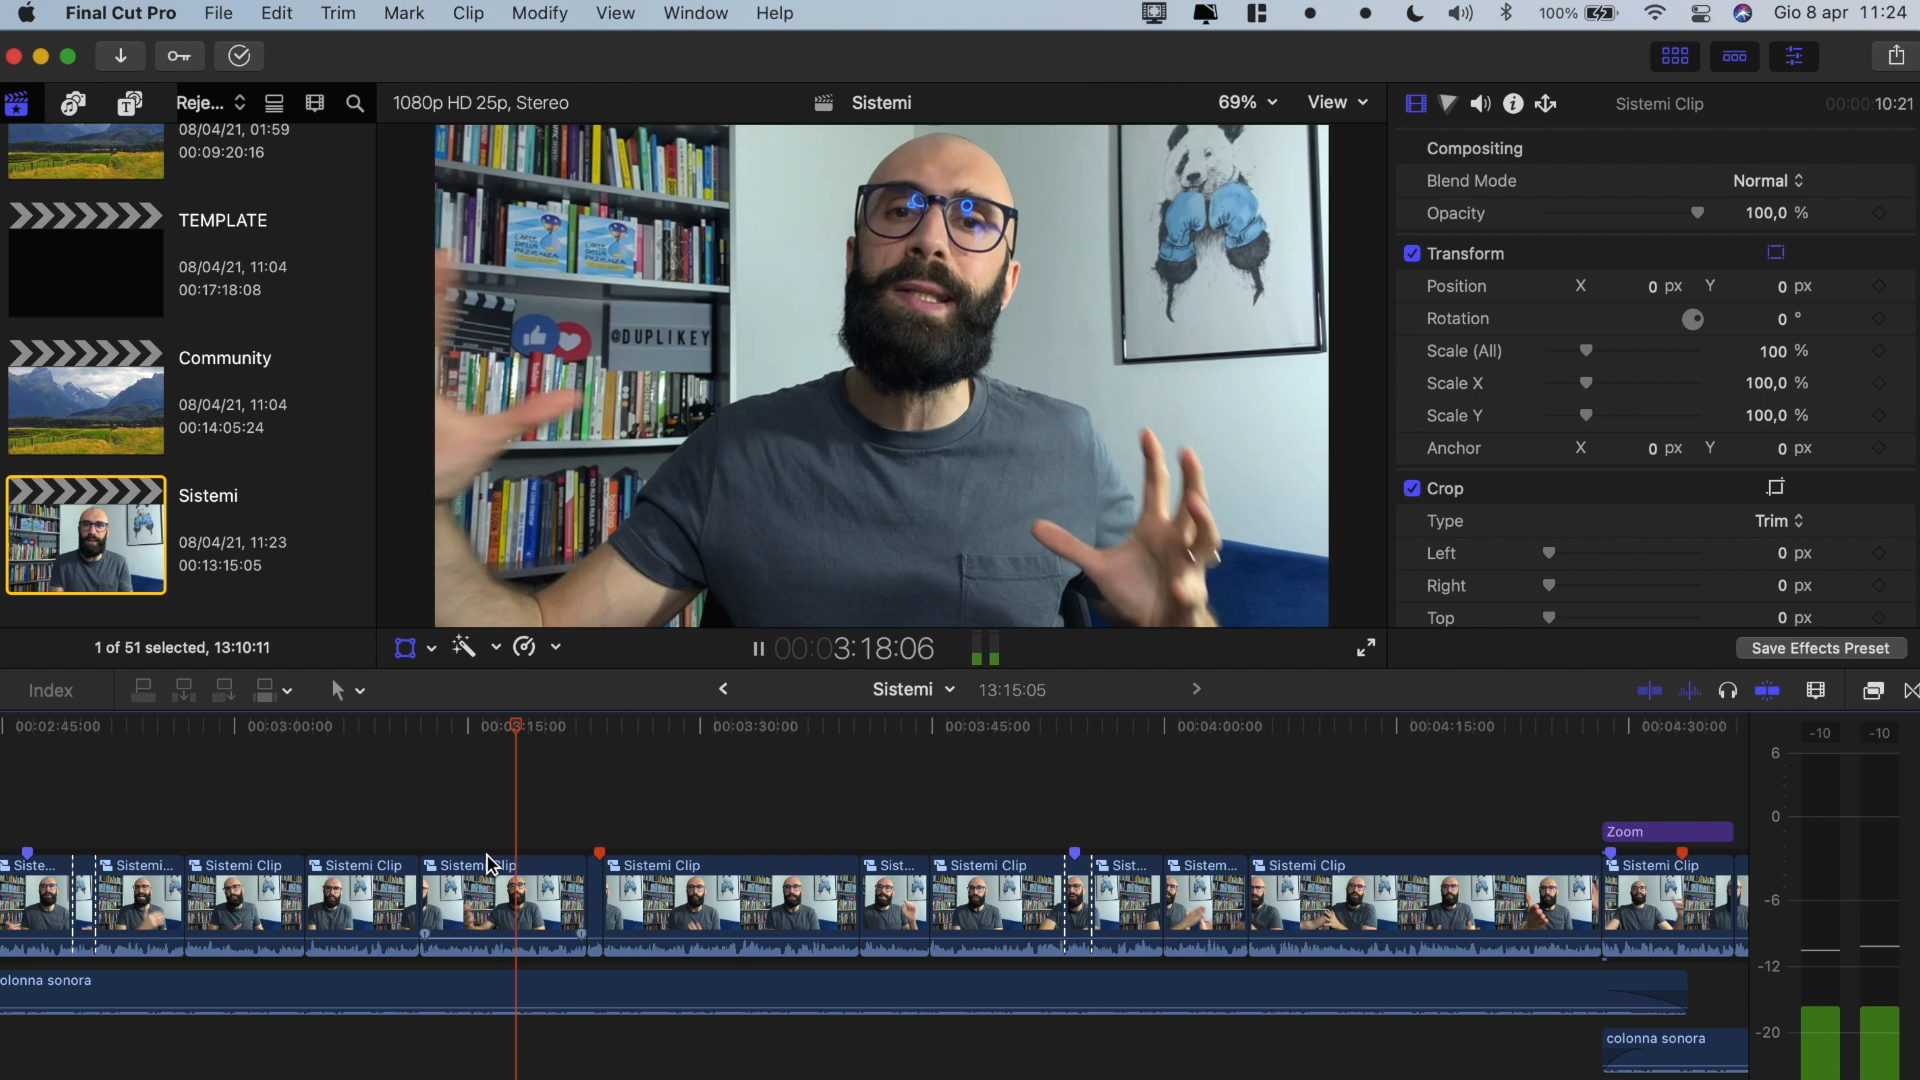 Final Cut Pro File Edit Trim Mark Clip Modify View Window Help 100% Gio 8 apr 11:24
Reje... 1080p HD 25p, Stereo Sistemi 69% View Sistemi Clip 00:00:10:21
08/04/21, 01:59
00:09:20:16
TEMPLATE
08/04/21, 11:04
00:17:18:08
Community
08/04/21, 11:04
00:14:05:24
Sistemi
08/04/21, 11:23
00:13:15:05
1 of 51 selected, 13:10:11
L'ARTE DELLA PAZIENZA
L'ARTE DELLA PAZIENZA
@DUPLIKEY
00:03:18:06
Compositing
Blend Mode Normal
Opacity 100,0 %
Transform
Position X 0 px Y 0 px
Rotation 0 °
Scale (All) 100 %
Scale X 100,0 %
Scale Y 100,0 %
Anchor X 0 px Y 0 px
Crop
Type Trim
Left 0 px
Right 0 px
Top 0 px
Save Effects Preset
Index Sistemi 13:15:05
00:02:45:00 00:03:00:00 00:03:15:00 00:03:30:00 00:03:45:00 00:04:00:00 00:04:15:00 00:04:30:00
-10 -10
6
0
-6
-12
-20
Zoom
Siste... Sistemi... Sistemi Clip Sistemi Clip Sistemi Clip Sistemi Clip Sist... Sistemi Clip Sist... Sistem... Sistemi Clip Sistemi Clip
olonna sonora
colonna sonora